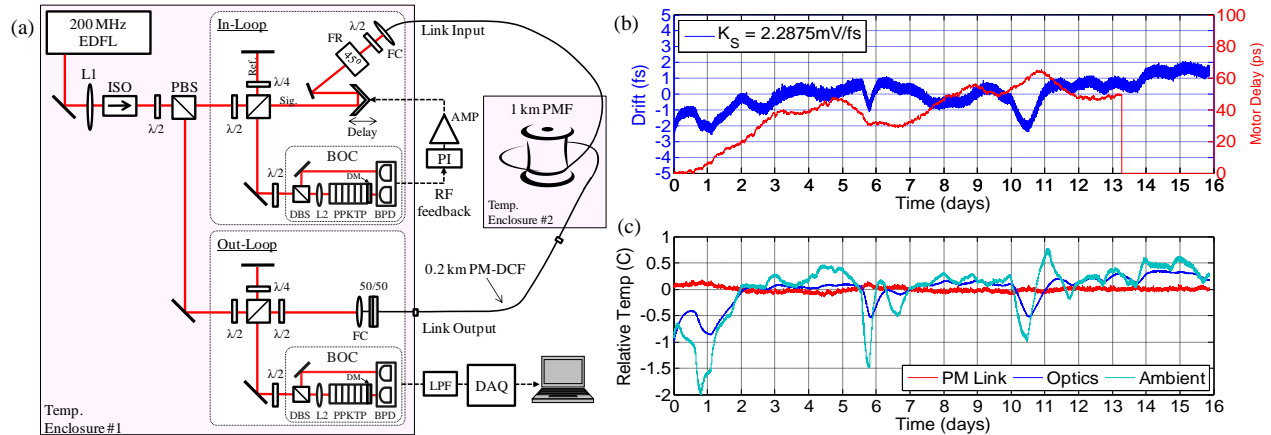 (a)
200 MHz
EDFL
L1
ISO
λ/2
PBS
In-Loop
λ/2
Ref.
λ/4
Sig.
FR
45º
λ/2
FC
Link Input
Delay
AMP
PI
RF
feedback
BOC
λ/2
DM
DBS
L2
PPKTP
BPD
1 km PMF
Temp.
Enclosure #2
0.2 km PM-DCF
Link Output
Out-Loop
λ/4
λ/2
λ/2
50/50
FC
BOC
λ/2
DM
DBS
L2
PPKTP
BPD
LPF
DAQ
Temp.
Enclosure #1
(b)
K_S = 2.2875mV/fs
Drift (fs)
5
4
3
2
1
0
-1
-2
-3
-4
-5
Motor Delay (ps)
100
80
60
40
20
0
0 1 2 3 4 5 6 7 8 9 10 11 12 13 14 15 16
Time (days)
(c)
Relative Temp (C)
1
0.5
0
-0.5
-1
-1.5
-2
PM Link Optics Ambient
0 1 2 3 4 5 6 7 8 9 10 11 12 13 14 15 16
Time (days)